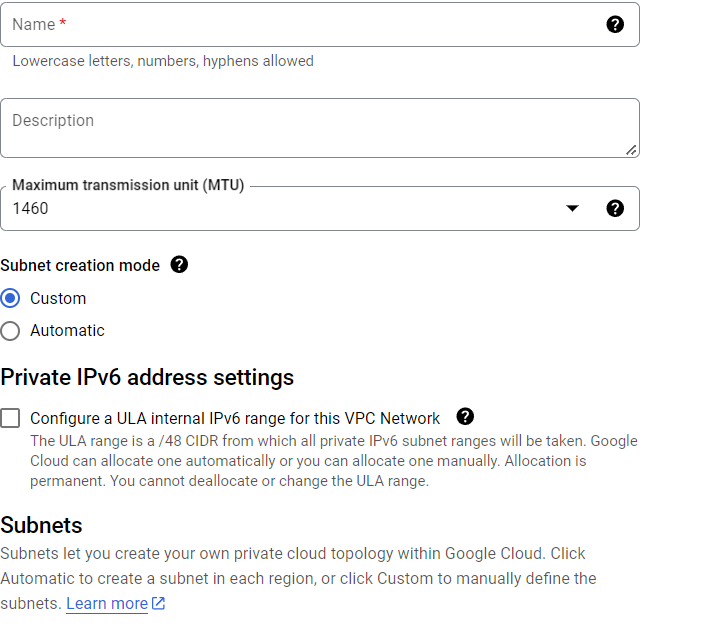 Name *
Lowercase letters, numbers, hyphens allowed
Description
Maximum transmission unit (MTU)
1460
Subnet creation mode
Custom
Automatic
Private IPv6 address settings
Configure a ULA internal IPv6 range for this VPC Network
The ULA range is a /48 CIDR from which all private IPv6 subnet ranges will be taken. Google
Cloud can allocate one automatically or you can allocate one manually. Allocation is
permanent. You cannot deallocate or change the ULA range.
Subnets
Subnets let you create your own private cloud topology within Google Cloud. Click
Automatic to create a subnet in each region, or click Custom to manually define the
subnets. Learn more